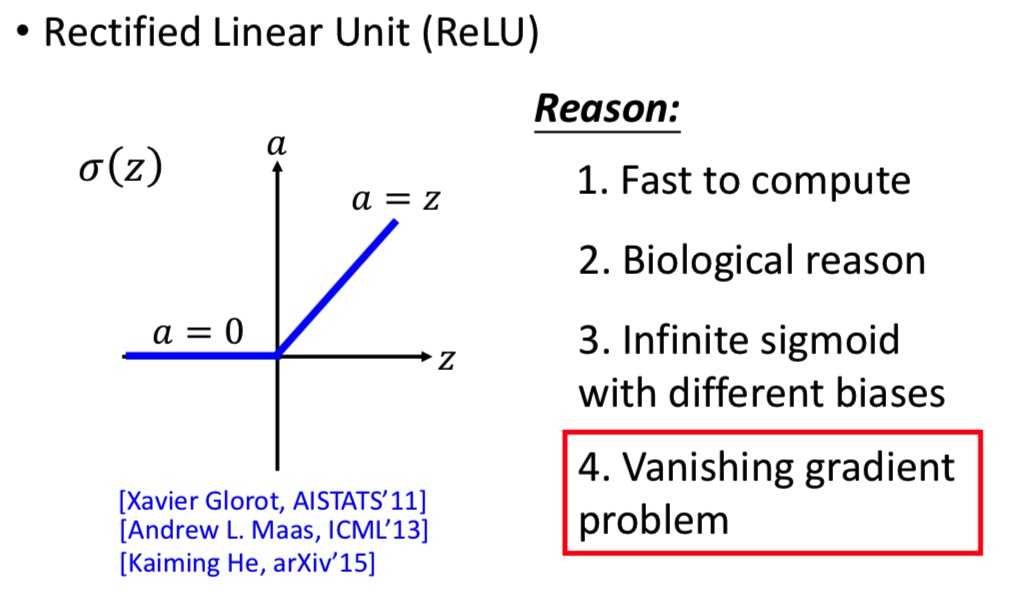 • Rectified Linear Unit (ReLU)
Reason:
σ(z)
a
a = z
a = 0
z
1. Fast to compute
2. Biological reason
3. Infinite sigmoid
with different biases
4. Vanishing gradient
problem
[Xavier Glorot, AISTATS’11]
[Andrew L. Maas, ICML’13]
[Kaiming He, arXiv’15]